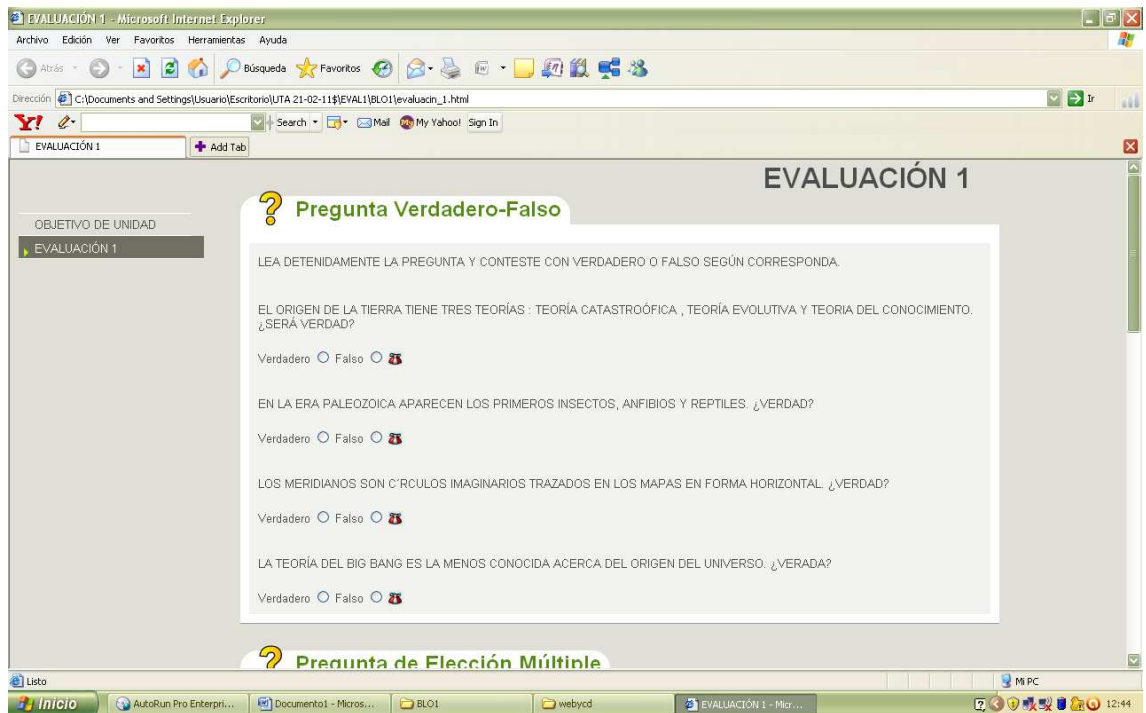 EVALUACIÓN 1 - Microsoft Internet Explorer
Archivo Edición Ver Favoritos Herramientas Ayuda
Atrás Búsqueda Favoritos
Dirección C:\Documents and Settings\Usuario\Escritorio\UTA 21-02-11$\EVAL1\BLO1\evaluacin_1.html Ir
Y! Search Mail My Yahoo! Sign In
EVALUACIÓN 1 Add Tab
EVALUACIÓN 1
OBJETIVO DE UNIDAD
EVALUACIÓN 1
Pregunta Verdadero-Falso
LEA DETENIDAMENTE LA PREGUNTA Y CONTESTE CON VERDADERO O FALSO SEGÚN CORRESPONDA.
EL ORIGEN DE LA TIERRA TIENE TRES TEORÍAS : TEORÍA CATASTROÓFICA , TEORÍA EVOLUTIVA Y TEORIA DEL CONOCIMIENTO.
¿SERÁ VERDAD?
Verdadero Falso
EN LA ERA PALEOZOICA APARECEN LOS PRIMEROS INSECTOS, ANFIBIOS Y REPTILES. ¿VERDAD?
Verdadero Falso
LOS MERIDIANOS SON C´RCULOS IMAGINARIOS TRAZADOS EN LOS MAPAS EN FORMA HORIZONTAL. ¿VERDAD?
Verdadero Falso
LA TEORÍA DEL BIG BANG ES LA MENOS CONOCIDA ACERCA DEL ORIGEN DEL UNIVERSO. ¿VERADA?
Verdadero Falso
Pregunta de Elección Múltiple
Listo Mi PC
Inicio AutoRun Pro Enterpri... Documento1 - Micros... BLO1 webycd EVALUACIÓN 1 - Micr... 12:44